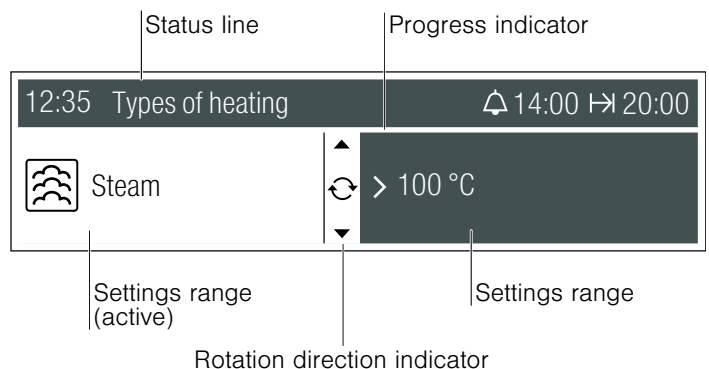 Status line
Progress indicator
12:35 Types of heating 14:00 20:00
Steam
> 100 °C
Settings range
(active)
Settings range
Rotation direction indicator